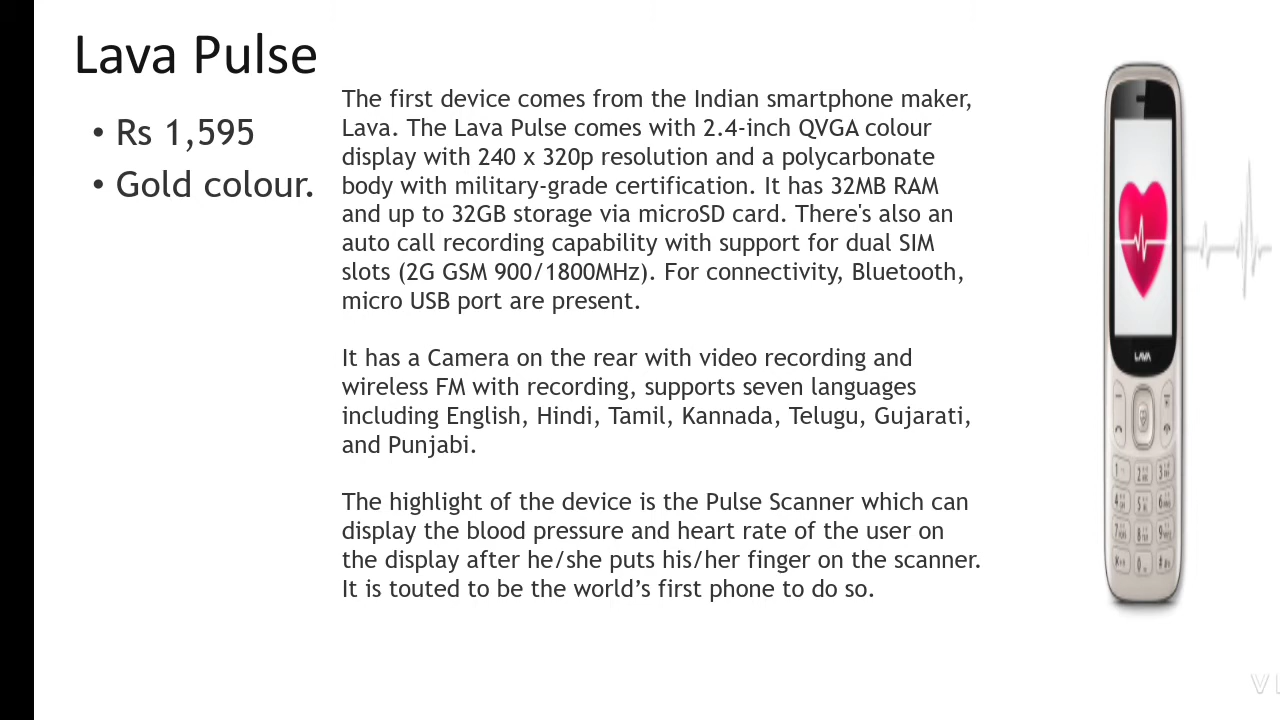 Lava Pulse
• Rs 1,595
• Gold colour.
The first device comes from the Indian smartphone maker,
Lava. The Lava Pulse comes with 2.4-inch QVGA colour
display with 240 x 320p resolution and a polycarbonate
body with military-grade certification. It has 32MB RAM
and up to 32GB storage via microSD card. There's also an
auto call recording capability with support for dual SIM
slots (2G GSM 900/1800MHz). For connectivity, Bluetooth,
micro USB port are present.
It has a Camera on the rear with video recording and
wireless FM with recording, supports seven languages
including English, Hindi, Tamil, Kannada, Telugu, Gujarati,
and Punjabi.
The highlight of the device is the Pulse Scanner which can
display the blood pressure and heart rate of the user on
the display after he/she puts his/her finger on the scanner.
It is touted to be the world’s first phone to do so.
LAVA